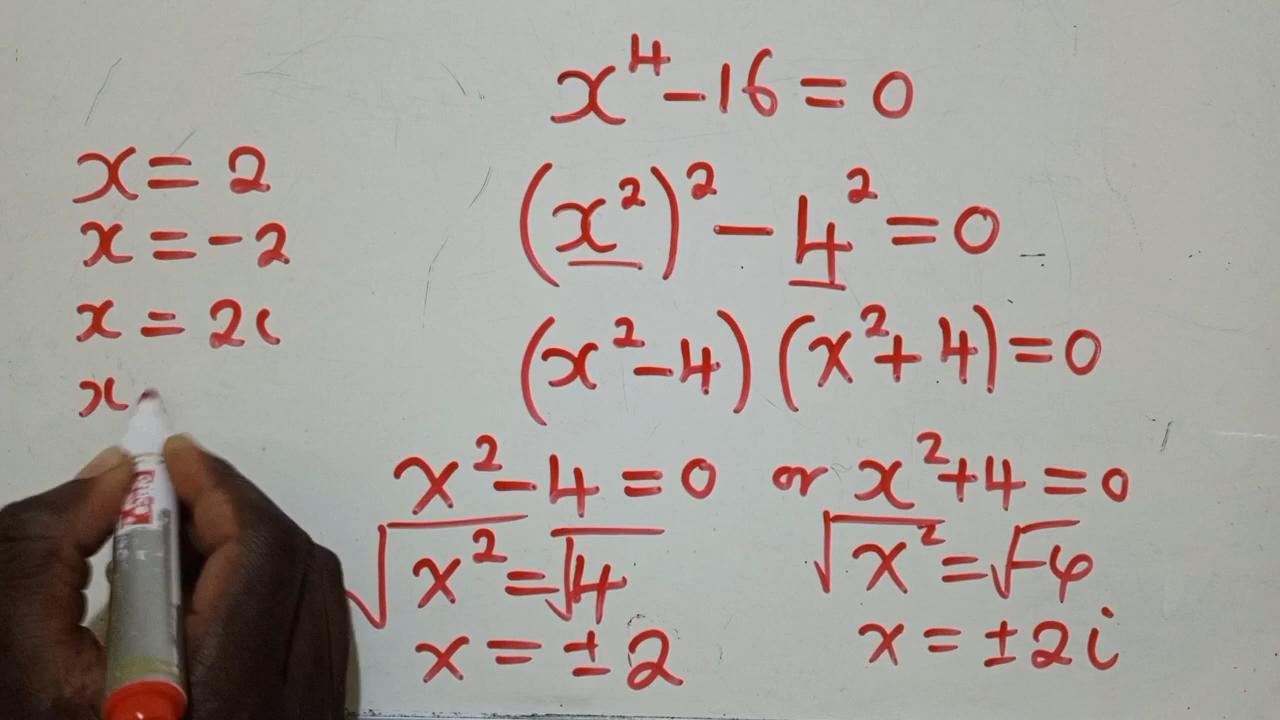 x⁴ - 16 = 0
(x²)² - 4² = 0
(x² - 4) (x² + 4) = 0
x² - 4 = 0 or x² + 4 = 0
√x² = √4 √x² = √-4
x = ±2 x = ±2i
x = 2
x = -2
x = 2i
x